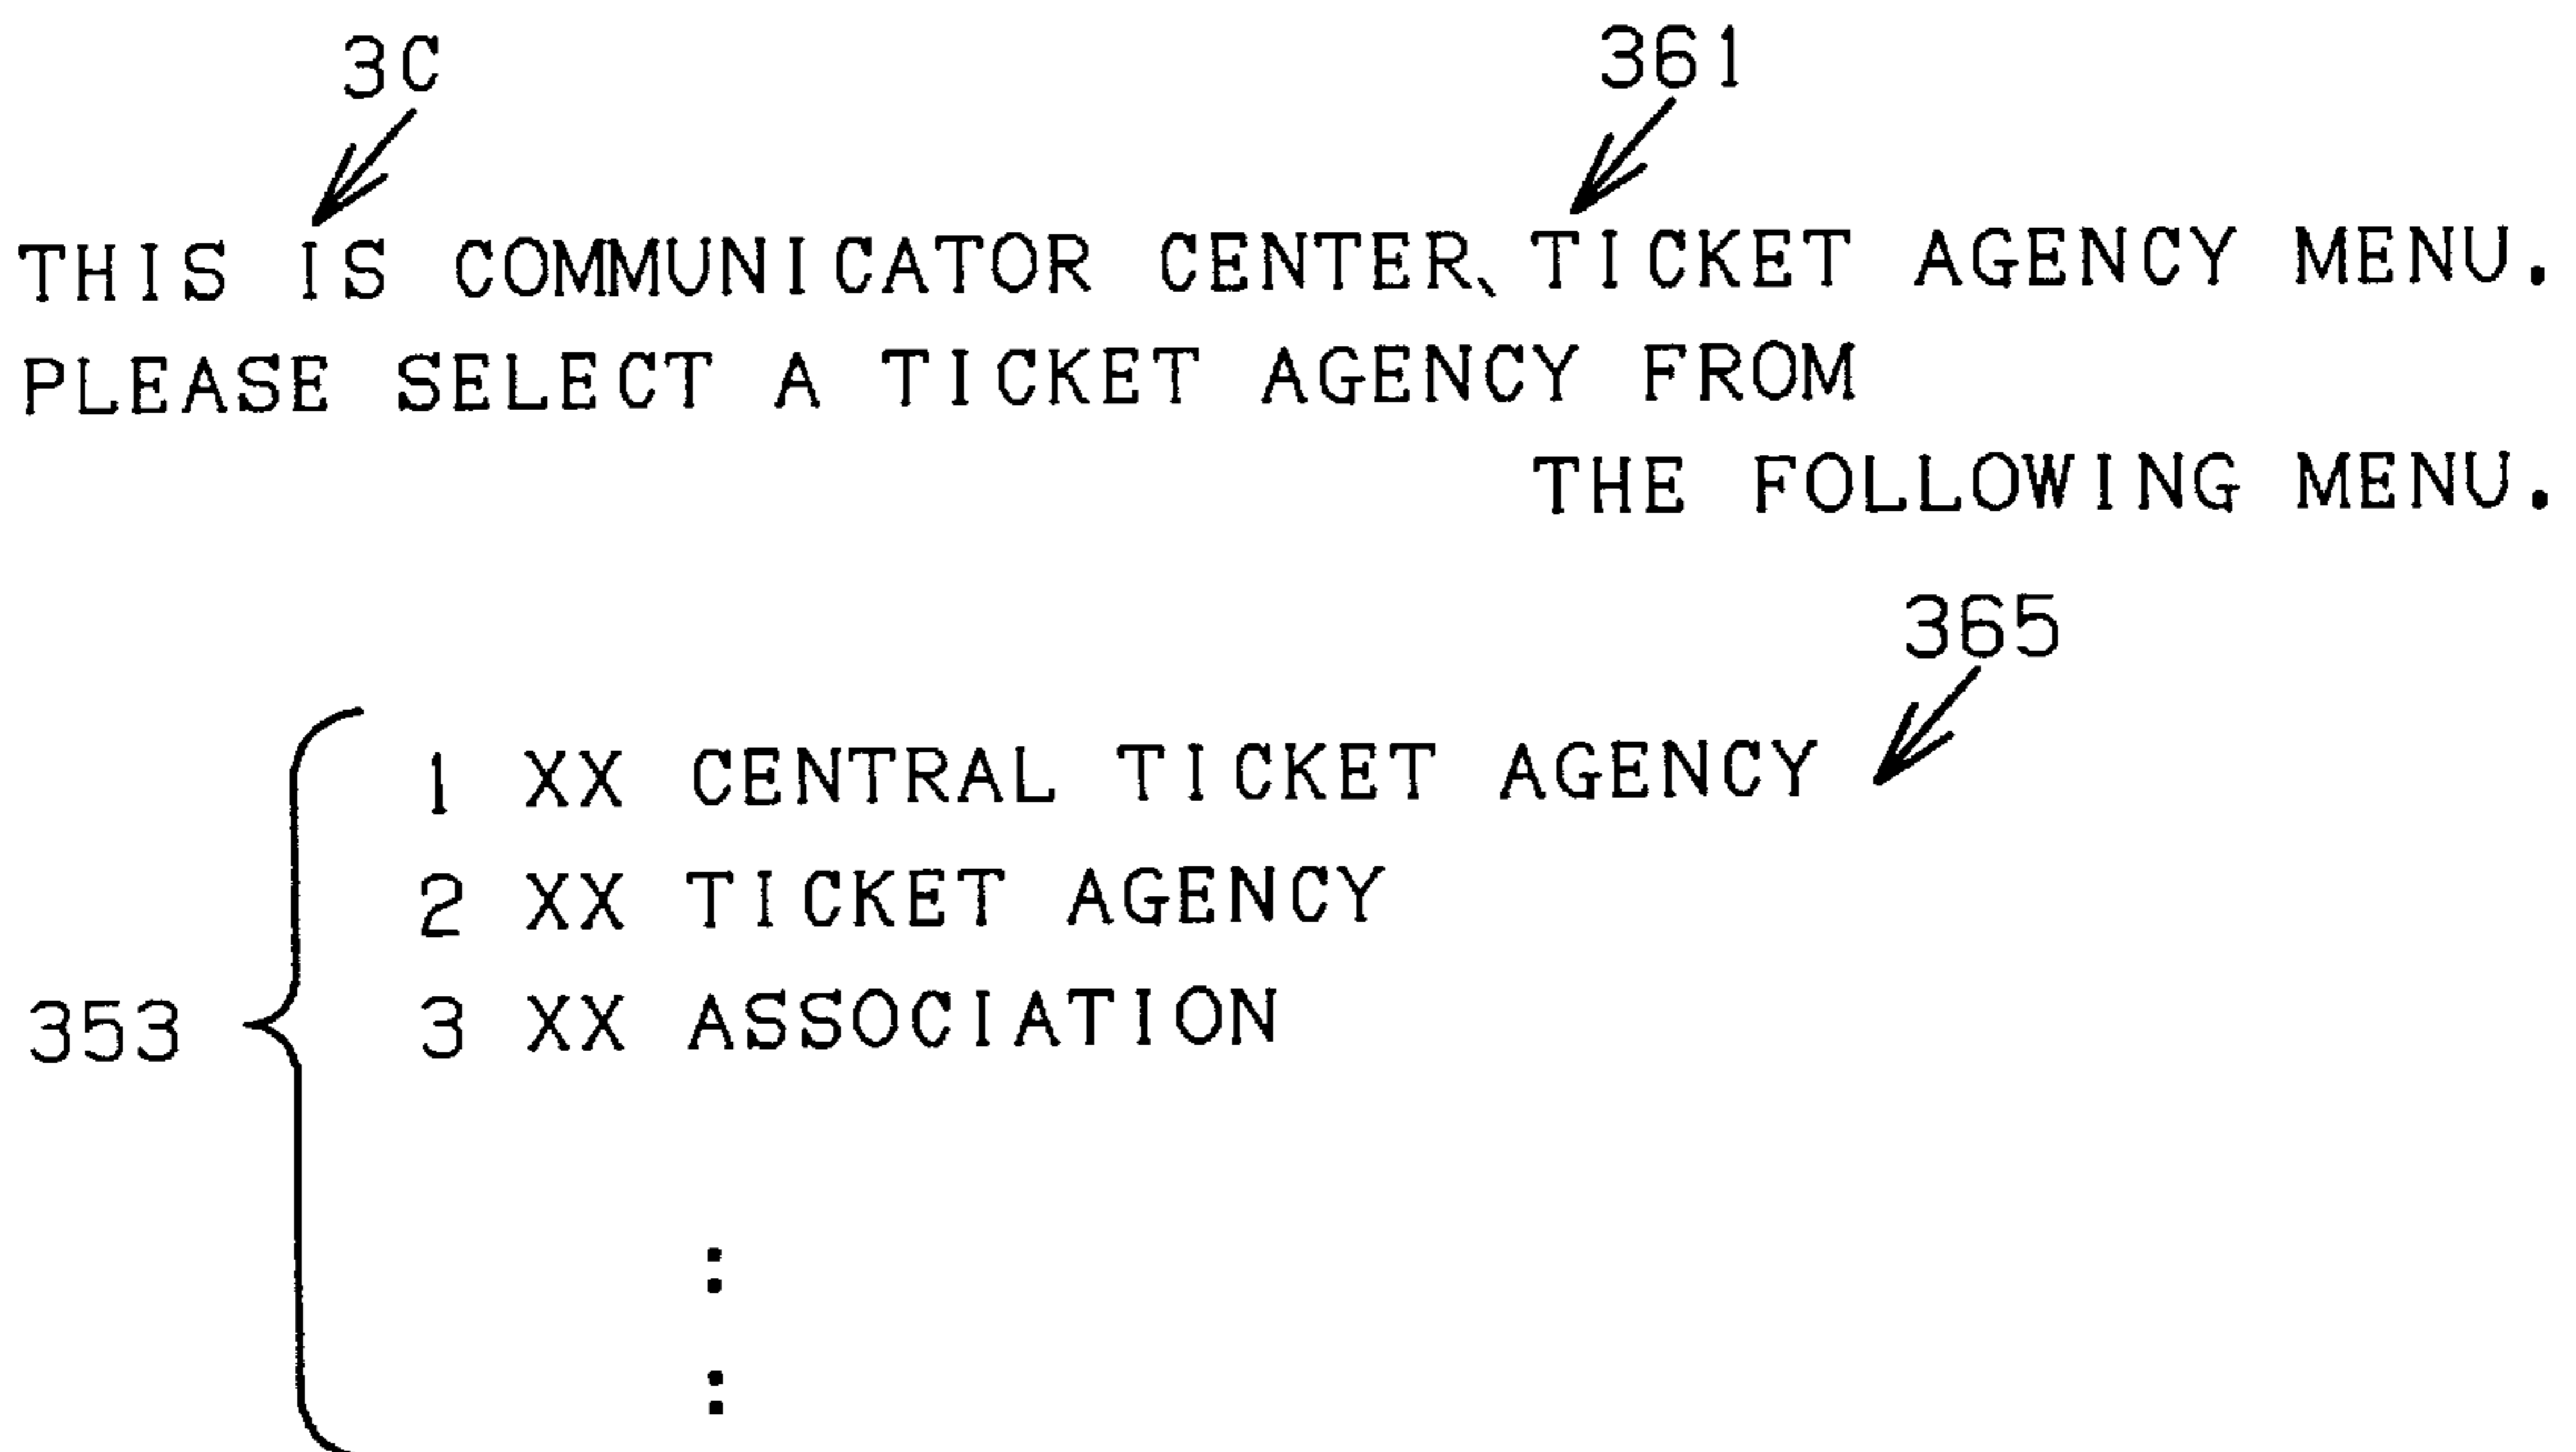 3C 361
THIS IS COMMUNICATOR CENTER、TICKET AGENCY MENU.
PLEASE SELECT A TICKET AGENCY FROM
THE FOLLOWING MENU.
365
1 XX CENTRAL TICKET AGENCY
2 XX TICKET AGENCY
353 3 XX ASSOCIATION
:
: